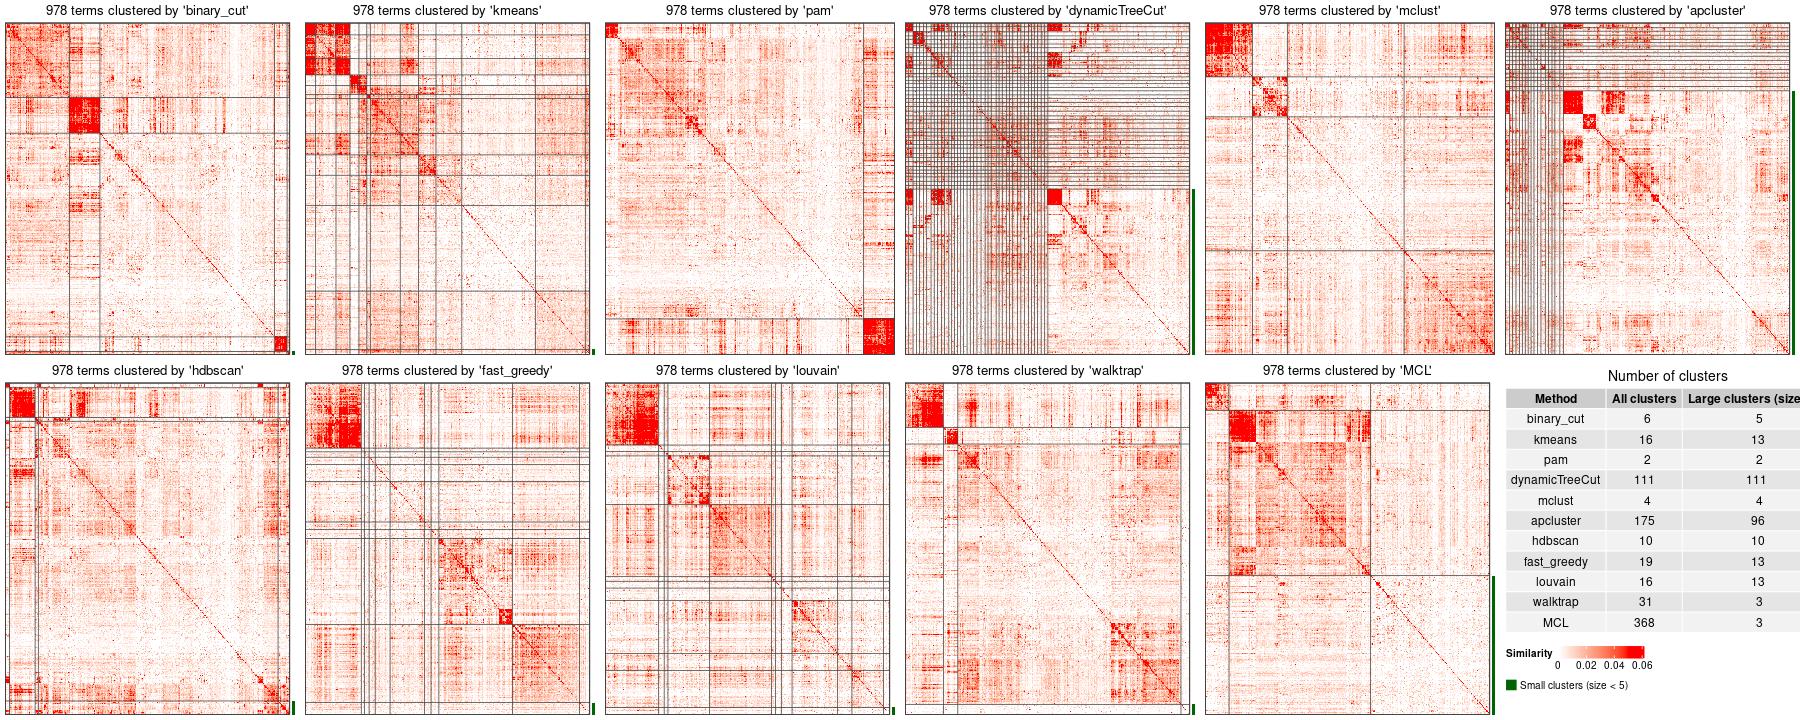 978 terms clustered by 'binary_cut'
978 terms clustered by 'kmeans'
978 terms clustered by 'pam'
978 terms clustered by 'dynamicTreeCut'
978 terms clustered by 'mclust'
978 terms clustered by 'apcluster'
978 terms clustered by 'hdbscan'
978 terms clustered by 'fast_greedy'
978 terms clustered by 'louvain'
978 terms clustered by 'walktrap'
978 terms clustered by 'MCL'
Number of clusters
Method All clusters Large clusters (size
binary_cut 6 5
kmeans 16 13
pam 2 2
dynamicTreeCut 111 111
mclust 4 4
apcluster 175 96
hdbscan 10 10
fast_greedy 19 13
louvain 16 13
walktrap 31 3
MCL 368 3
Similarity
0 0.02 0.04 0.06
Small clusters (size < 5)